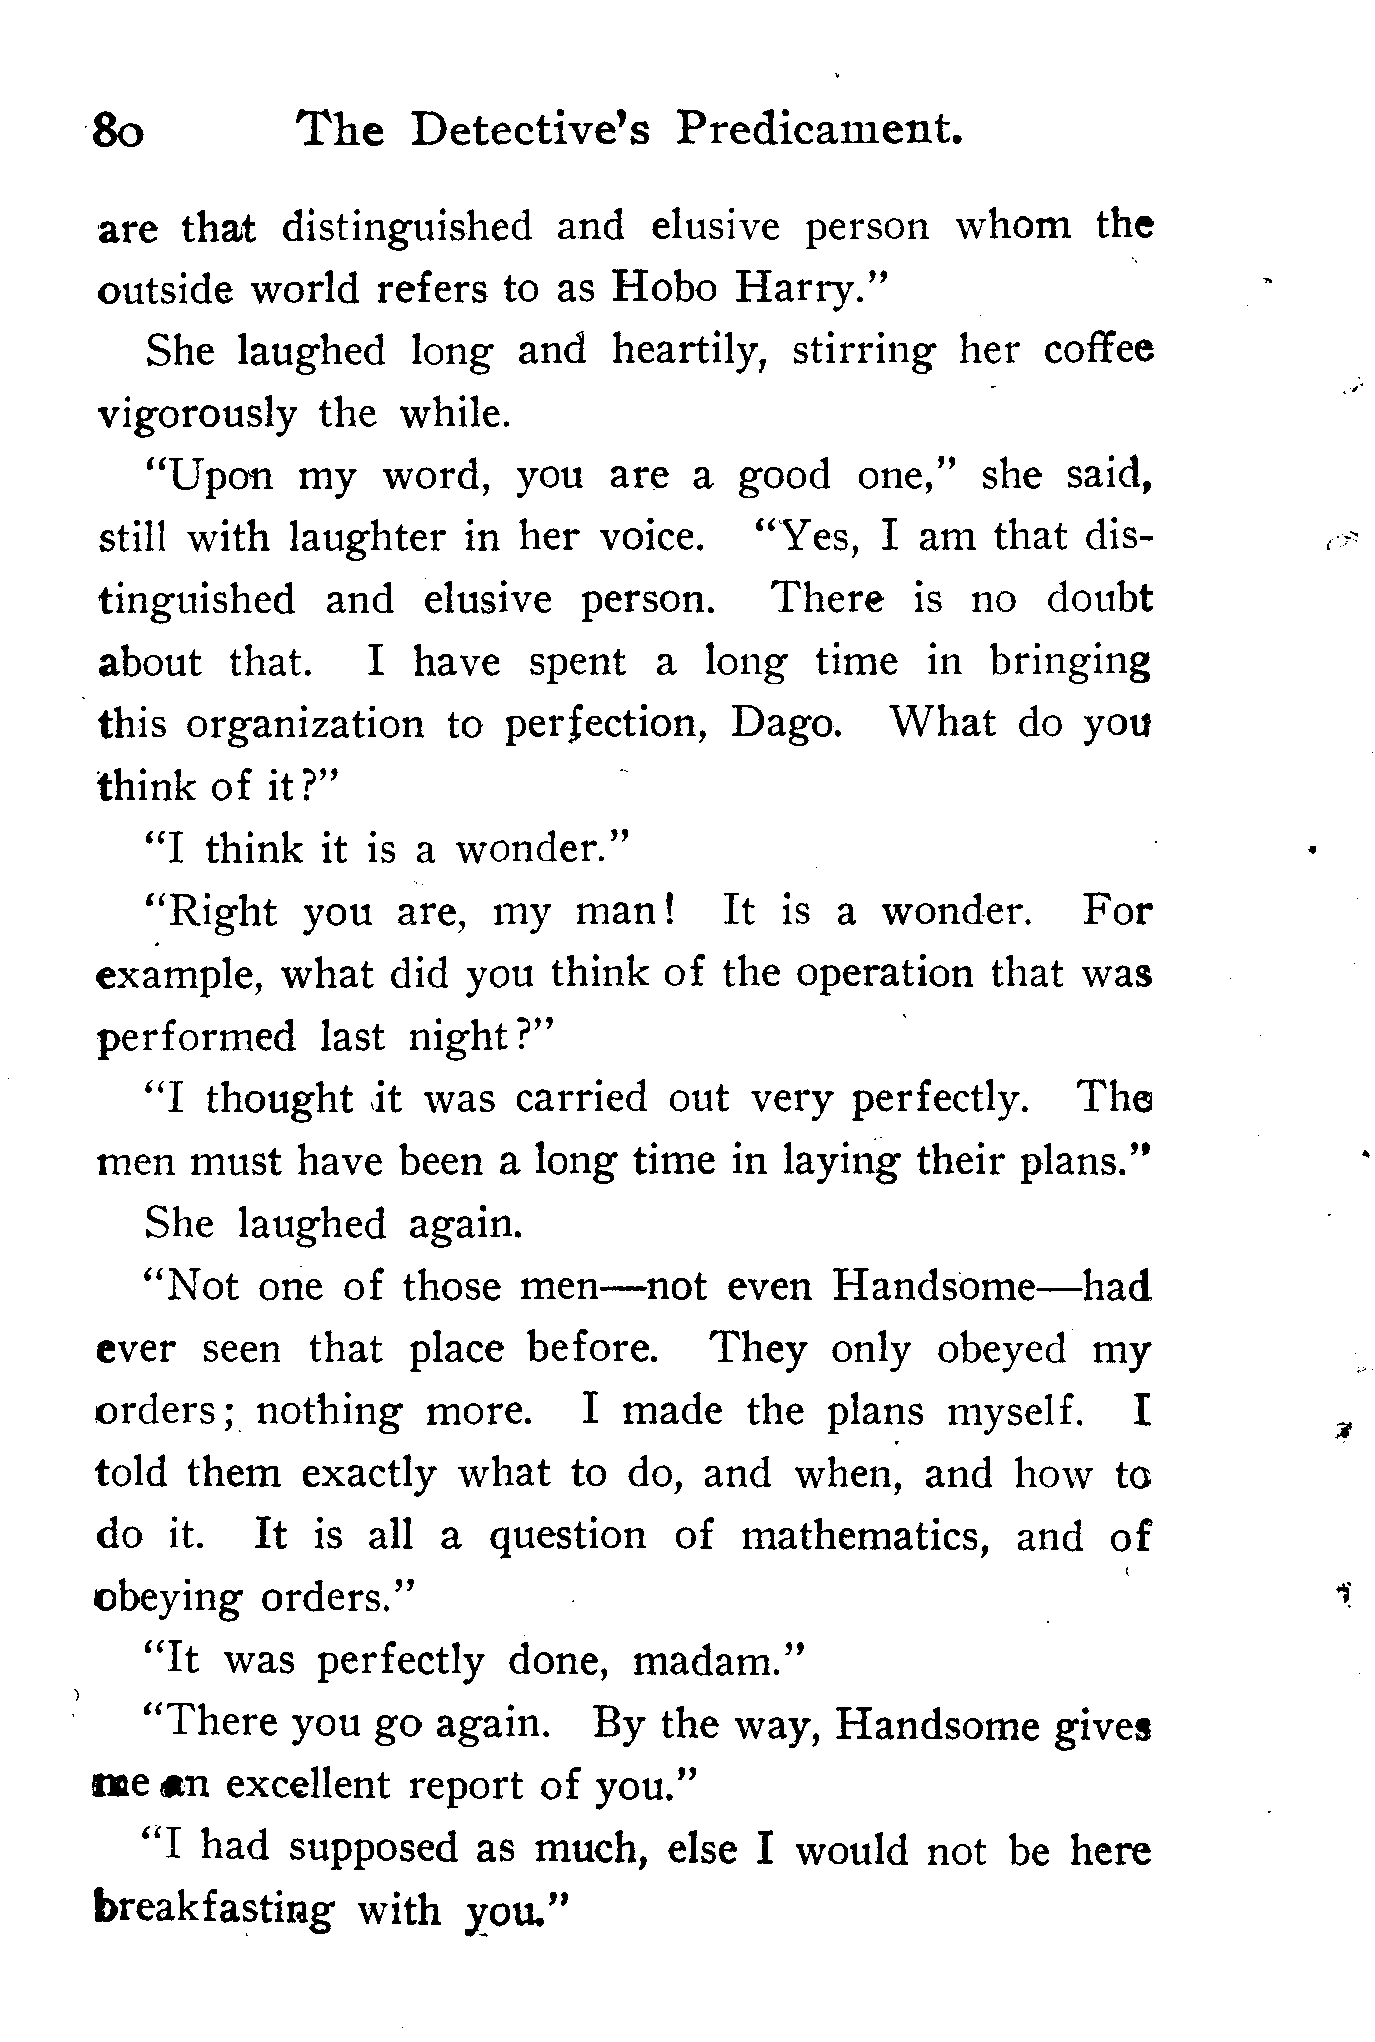 80 The Detective's Predicament.
are that distinguished and elusive person whom the
outside world refers to as Hobo Harry.”
She laughed long and heartily, stirring her coffee
vigorously the while.
“Upon my word, you are a good one,” she said,
still with laughter in her voice. “Yes, I am that dis-
tinguished and elusive person. There is no doubt
about that. I have spent a long time in bringing
this organization to perfection, Dago. What do you
think of it?”
“I think it is a wonder.”
“Right you are, my man! It is a wonder. For
example, what did you think of the operation that was
performed last night?”
“I thought it was carried out very perfectly. The
men must have been a long time in laying their plans.”
She laughed again.
“Not one of those men—not even Handsome—had
ever seen that place before. They only obeyed my
orders; nothing more. I made the plans myself. I
told them exactly what to do, and when, and how to
do it. It is all a question of mathematics, and of
obeying orders.”
“It was perfectly done, madam.”
“There you go again. By the way, Handsome gives
me an excellent report of you.”
“I had supposed as much, else I would not be here
breakfasting with you.”